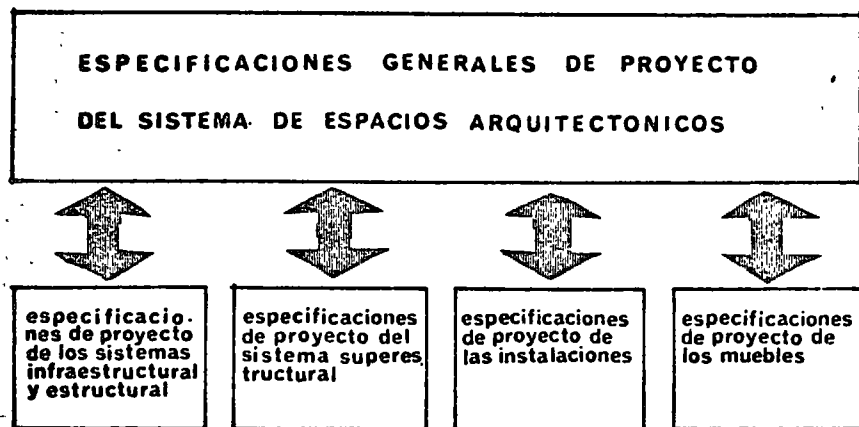 ESPECIFICACIONES GENERALES DE PROYECTO
DEL SISTEMA DE ESPACIOS ARQUITECTONICOS
especificacio-
nes de proyecto
de los sistemas
infraestructural
y estructural
especificaciones
de proyecto del
sistema superes
tructural
especificaciones
de proyecto de
las instalaciones
especificaciones
de proyecto de
los muebles